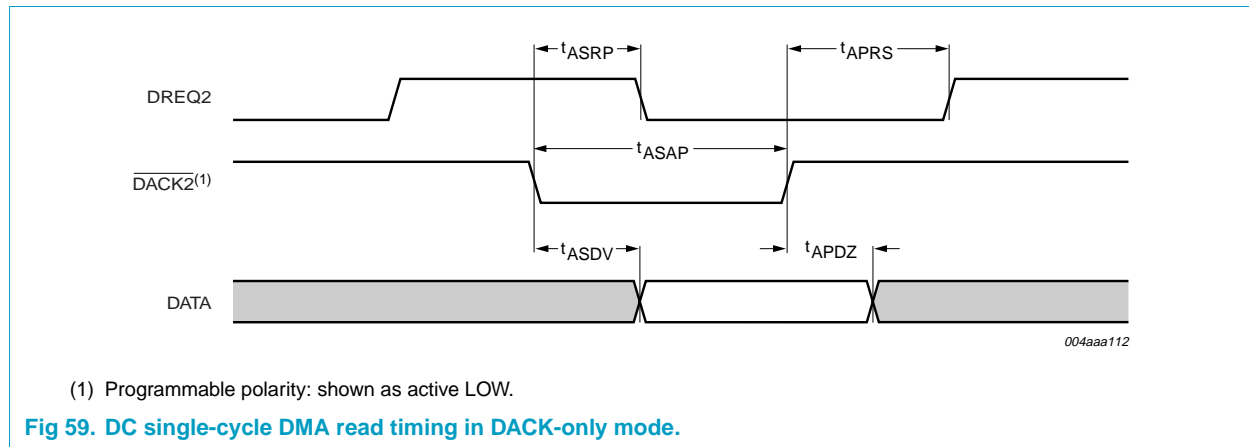 tASRP
tAPRS
DREQ2
tASAP
DACK2(1)
tASDV
tAPDZ
DATA
004aaa112
(1) Programmable polarity: shown as active LOW.
Fig 59. DC single-cycle DMA read timing in DACK-only mode.